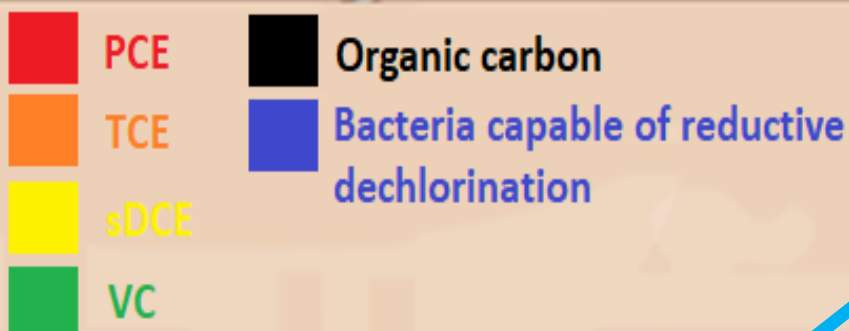 PCE
TCE
sDCE
VC
Organic carbon
Bacteria capable of reductive
dechlorination